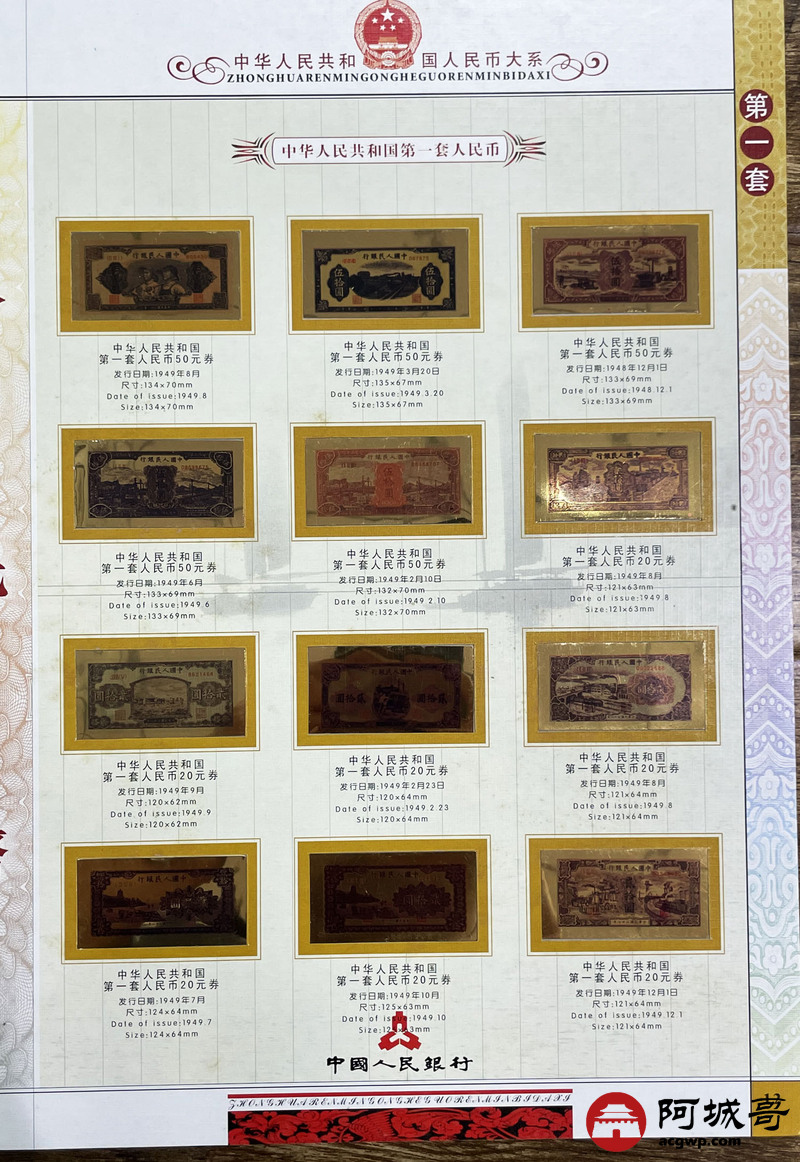 中华人民共和 国人民币大系
ZHONGHUARENMINGONGHEGUORENMINBIDAXI
第一套
中华人民共和国第一套人民币
中华人民共和国
第一套人民币50元券
发行日期:1949年8月
尺寸:134×70mm
Date of issue:1949.8
Size:134×70mm
中华人民共和国
第一套人民币50元券
发行日期:1949年3月20日
尺寸:135×67mm
Date of issue:1949.3.20
Size:135×67mm
中华人民共和国
第一套人民币50元券
发行日期:1948年12月1日
尺寸:133×69mm
Date of issue:1948.12.1
Size:133×69mm
中华人民共和国
第一套人民币50元券
发行日期:1949年6月
尺寸:133×69mm
Date of issue:1949.6
Size:133×69mm
中华人民共和国
第一套人民币50元券
发行日期:1949年2月10日
尺寸:132×70mm
Date of issue:1949.2.10
Size:132×70mm
中华人民共和国
第一套人民币20元券
发行日期:1949年8月
尺寸:121×63mm
Date of issue:1949.8
Size:121×63mm
中华人民共和国
第一套人民币20元券
发行日期:1949年9月
尺寸:120×62mm
Date of issue:1949.9
Size:120×62mm
中华人民共和国
第一套人民币20元券
发行日期:1949年2月23日
尺寸:120×64mm
Date of issue:1949.2.23
Size:120×64mm
中华人民共和国
第一套人民币20元券
发行日期:1949年8月
尺寸:121×64mm
Date of issue:1949.8
Size:121×64mm
中华人民共和国
第一套人民币20元券
发行日期:1949年7月
尺寸:124×64mm
Date of issue:1949.7
Size:124×64mm
中华人民共和国
第一套人民币20元券
发行日期:1949年10月
尺寸:125×63mm
Date of issue:1949.10
Size:125×63mm
中华人民共和国
第一套人民币20元券
发行日期:1949年12月1日
尺寸:121×64mm
Date of issue:1949.12.1
Size:121×64mm
中國人民銀行
ZHONGHUARENMINGONGHEGUORENMINBIDAXI
阿城哥
acgwp.com